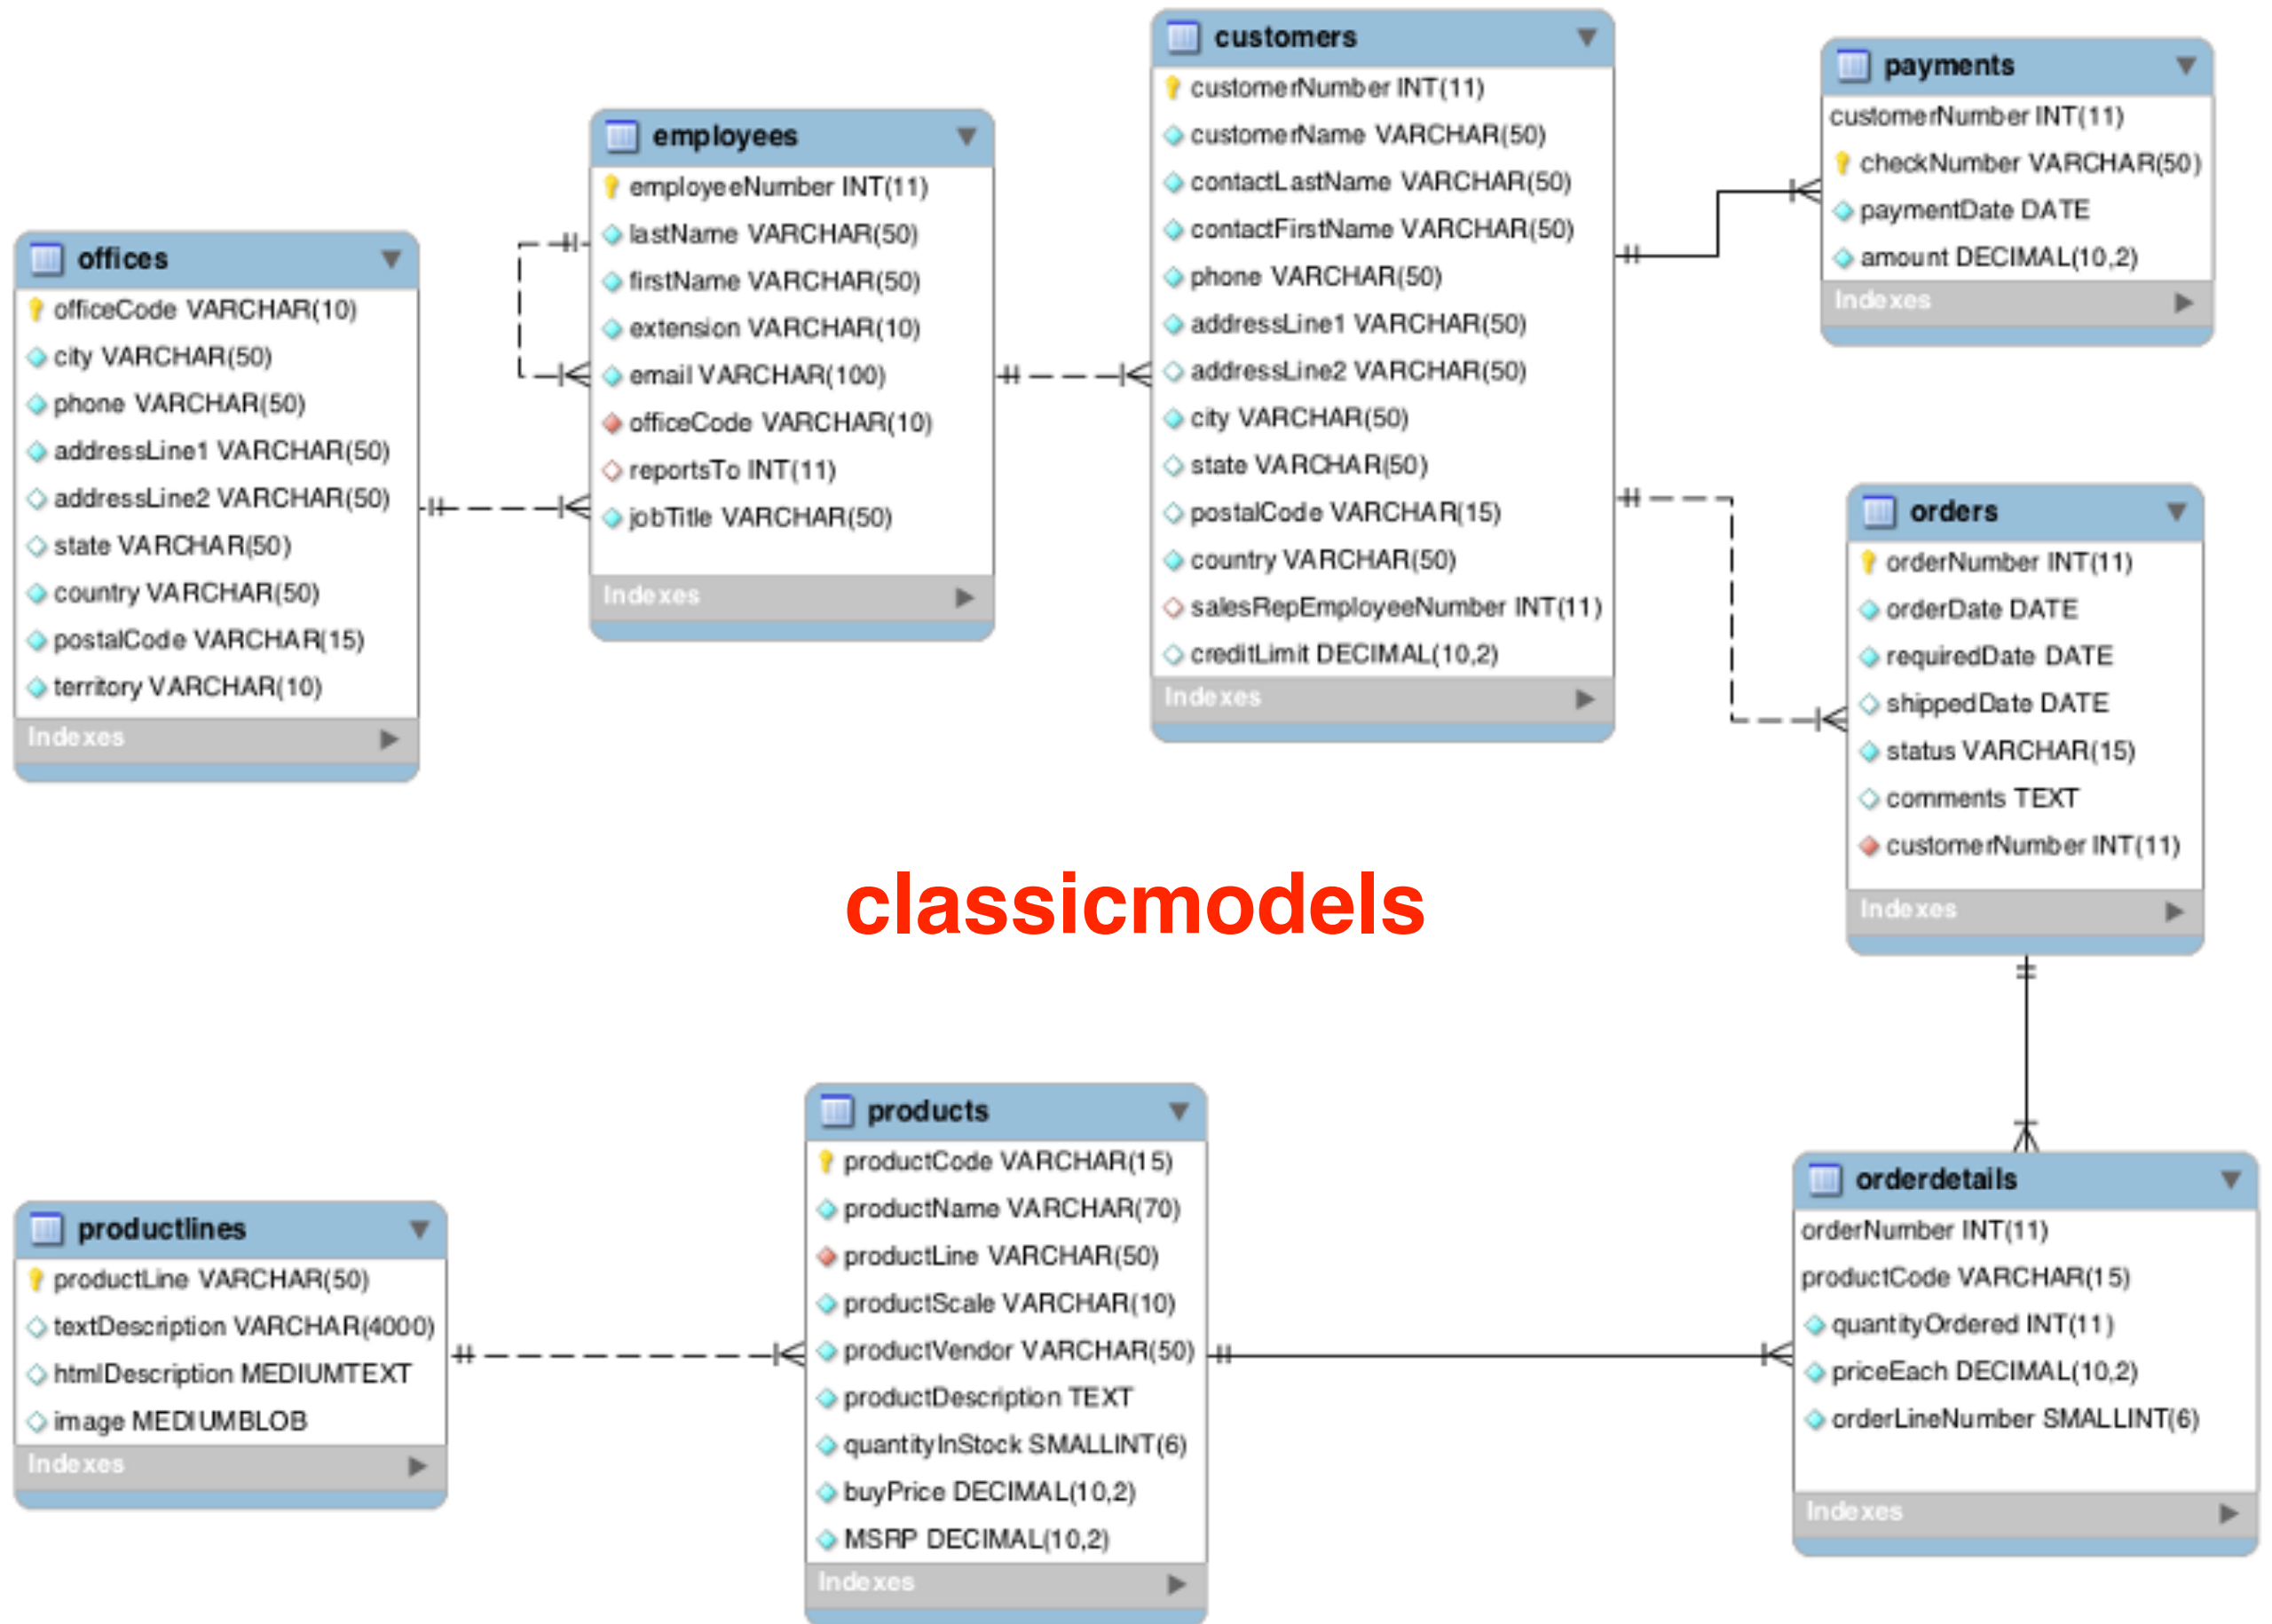 offices
officeCode VARCHAR(10)
city VARCHAR(50)
phone VARCHAR(50)
addressLine1 VARCHAR(50)
addressLine2 VARCHAR(50)
state VARCHAR(50)
country VARCHAR(50)
postalCode VARCHAR(15)
territory VARCHAR(10)
Indexes
employees
employeeNumber INT(11)
lastName VARCHAR(50)
firstName VARCHAR(50)
extension VARCHAR(10)
email VARCHAR(100)
officeCode VARCHAR(10)
reportsTo INT(11)
jobTitle VARCHAR(50)
Indexes
customers
customerNumber INT(11)
customerName VARCHAR(50)
contactLastName VARCHAR(50)
contactFirstName VARCHAR(50)
phone VARCHAR(50)
addressLine1 VARCHAR(50)
addressLine2 VARCHAR(50)
city VARCHAR(50)
state VARCHAR(50)
postalCode VARCHAR(15)
country VARCHAR(50)
salesRepEmployeeNumber INT(11)
creditLimit DECIMAL(10,2)
Indexes
payments
customerNumber INT(11)
checkNumber VARCHAR(50)
paymentDate DATE
amount DECIMAL(10,2)
Indexes
orders
orderNumber INT(11)
orderDate DATE
requiredDate DATE
shippedDate DATE
status VARCHAR(15)
comments TEXT
customerNumber INT(11)
Indexes
classicmodels
productlines
productLine VARCHAR(50)
textDescription VARCHAR(4000)
htmlDescription MEDIUMTEXT
image MEDIUMBLOB
Indexes
products
productCode VARCHAR(15)
productName VARCHAR(70)
productLine VARCHAR(50)
productScale VARCHAR(10)
productVendor VARCHAR(50)
productDescription TEXT
quantityInStock SMALLINT(6)
buyPrice DECIMAL(10,2)
MSRP DECIMAL(10,2)
Indexes
orderdetails
orderNumber INT(11)
productCode VARCHAR(15)
quantityOrdered INT(11)
priceEach DECIMAL(10,2)
orderLineNumber SMALLINT(6)
Indexes